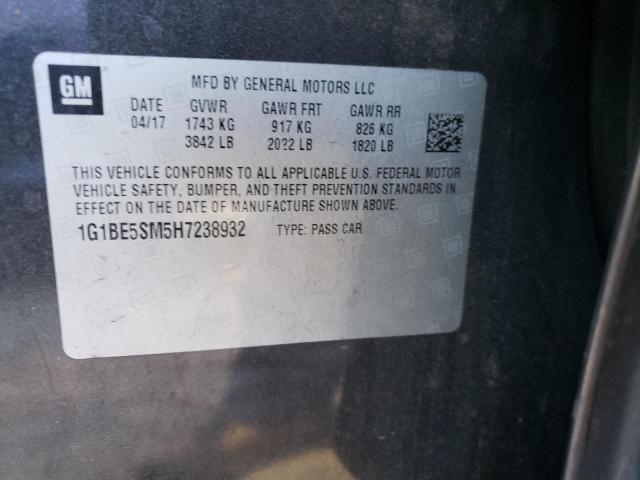 GM
MFD BY GENERAL MOTORS LLC
DATE GVWR GAWR FRT GAWR RR
04/17 1743 KG 917 KG 826 KG
3842 LB 2022 LB 1820 LB
THIS VEHICLE CONFORMS TO ALL APPLICABLE U.S. FEDERAL MOTOR
VEHICLE SAFETY, BUMPER, AND THEFT PREVENTION STANDARDS IN
EFFECT ON THE DATE OF MANUFACTURE SHOWN ABOVE.
1G1BE5SM5H7238932 TYPE: PASS CAR